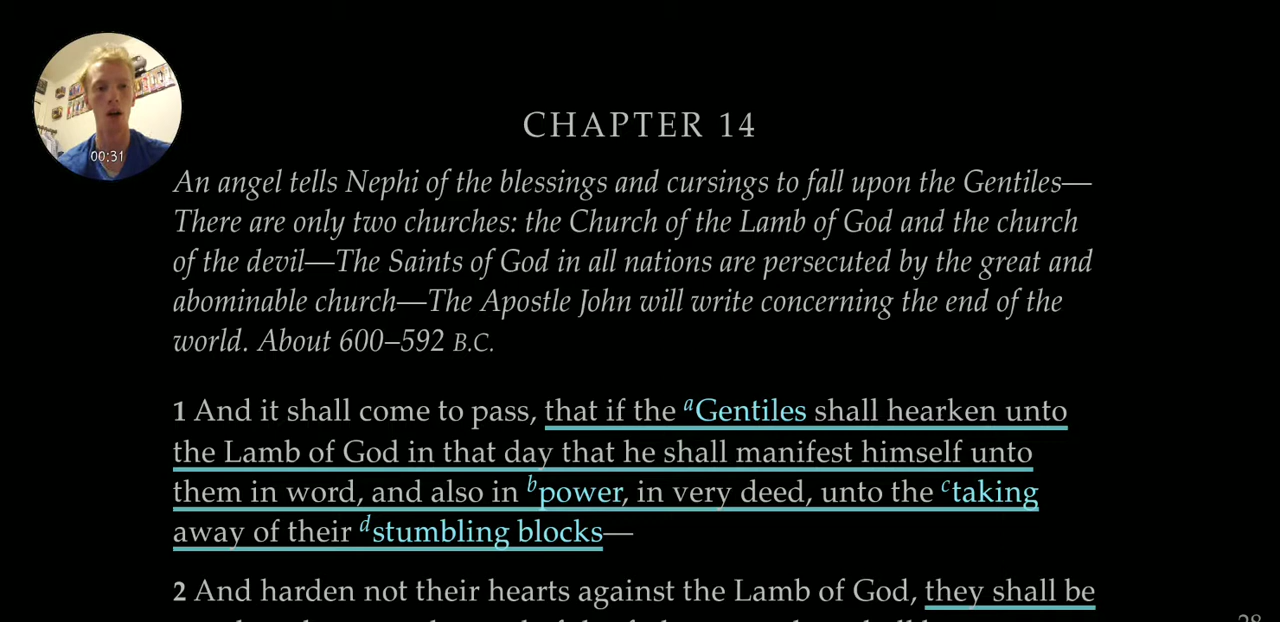 00:31
CHAPTER 14
An angel tells Nephi of the blessings and cursings to fall upon the Gentiles—
There are only two churches: the Church of the Lamb of God and the church
of the devil—The Saints of God in all nations are persecuted by the great and
abominable church—The Apostle John will write concerning the end of the
world. About 600–592 B.C.
1 And it shall come to pass, that if the aGentiles shall hearken unto
the Lamb of God in that day that he shall manifest himself unto
them in word, and also in bpower, in very deed, unto the ctaking
away of their dstumbling blocks—
2 And harden not their hearts against the Lamb of God, they shall be